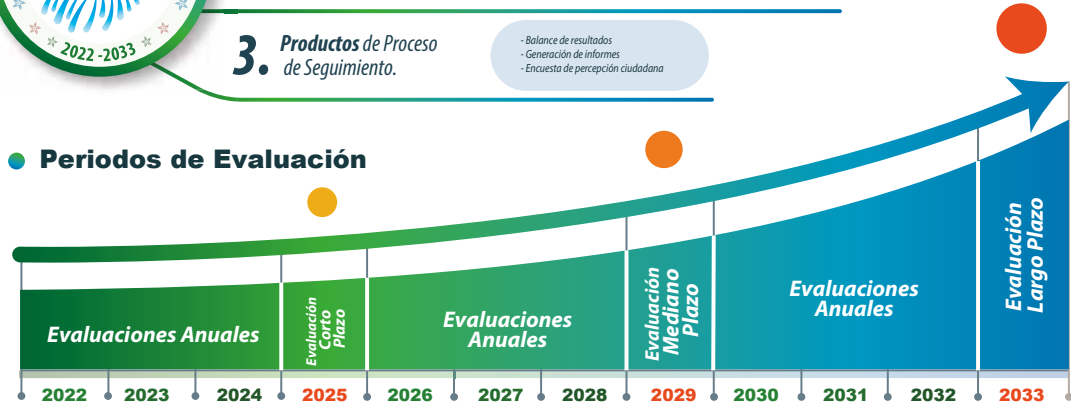 2022 -2033
3.
Productos de Proceso
de Seguimiento.
- Balance de resultados
- Generación de informes
- Encuesta de percepción ciudadana
Periodos de Evaluación
Evaluaciones Anuales
Evaluación
Corto
Plazo
Evaluaciones
Anuales
Evaluación
Mediano
Plazo
Evaluaciones
Anuales
Evaluación
Largo Plazo
2022 2023 2024 2025 2026 2027 2028 2029 2030 2031 2032 2033